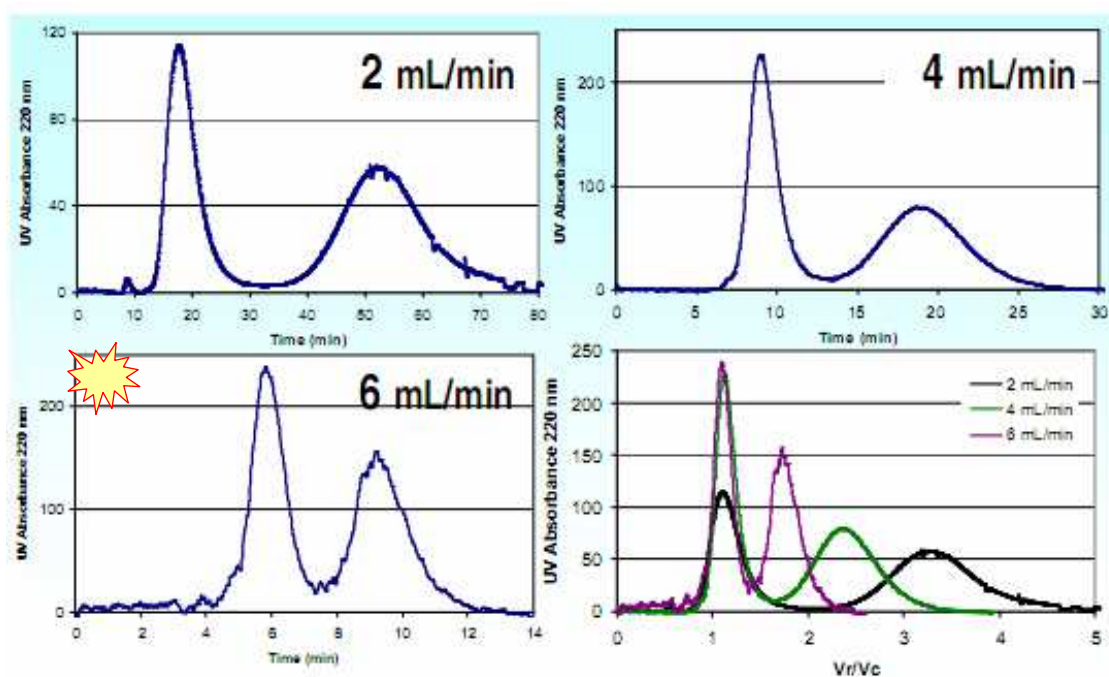 2 mL/min
UV Absorbance 220 nm
120
80
40
0
0 10 20 30 40 50 60 70 80
Time (min)
4 mL/min
UV Absorbance 220 nm
200
100
0
0 5 10 15 20 25 30
Time (min)
6 mL/min
UV Absorbance 220 nm
200
100
0
0 2 4 6 8 10 12 14
Time (min)
UV Absorbance 220 nm
250
200
150
100
50
0
2 mL/min
4 mL/min
6 mL/min
0 1 2 3 4 5
Vr/Vc